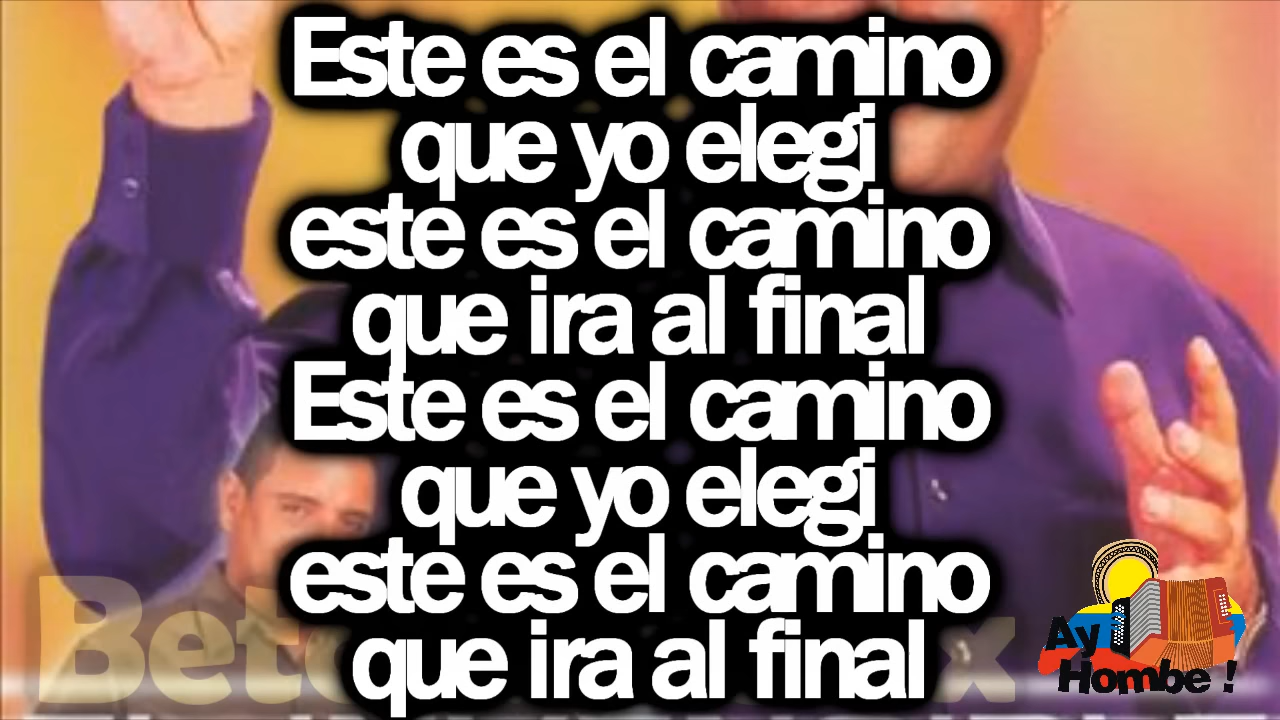 Este es el camino
que yo elegi
este es el camino
que ira al final
Este es el camino
que yo elegi
este es el camino
que ira al final
Ay
Hombe !